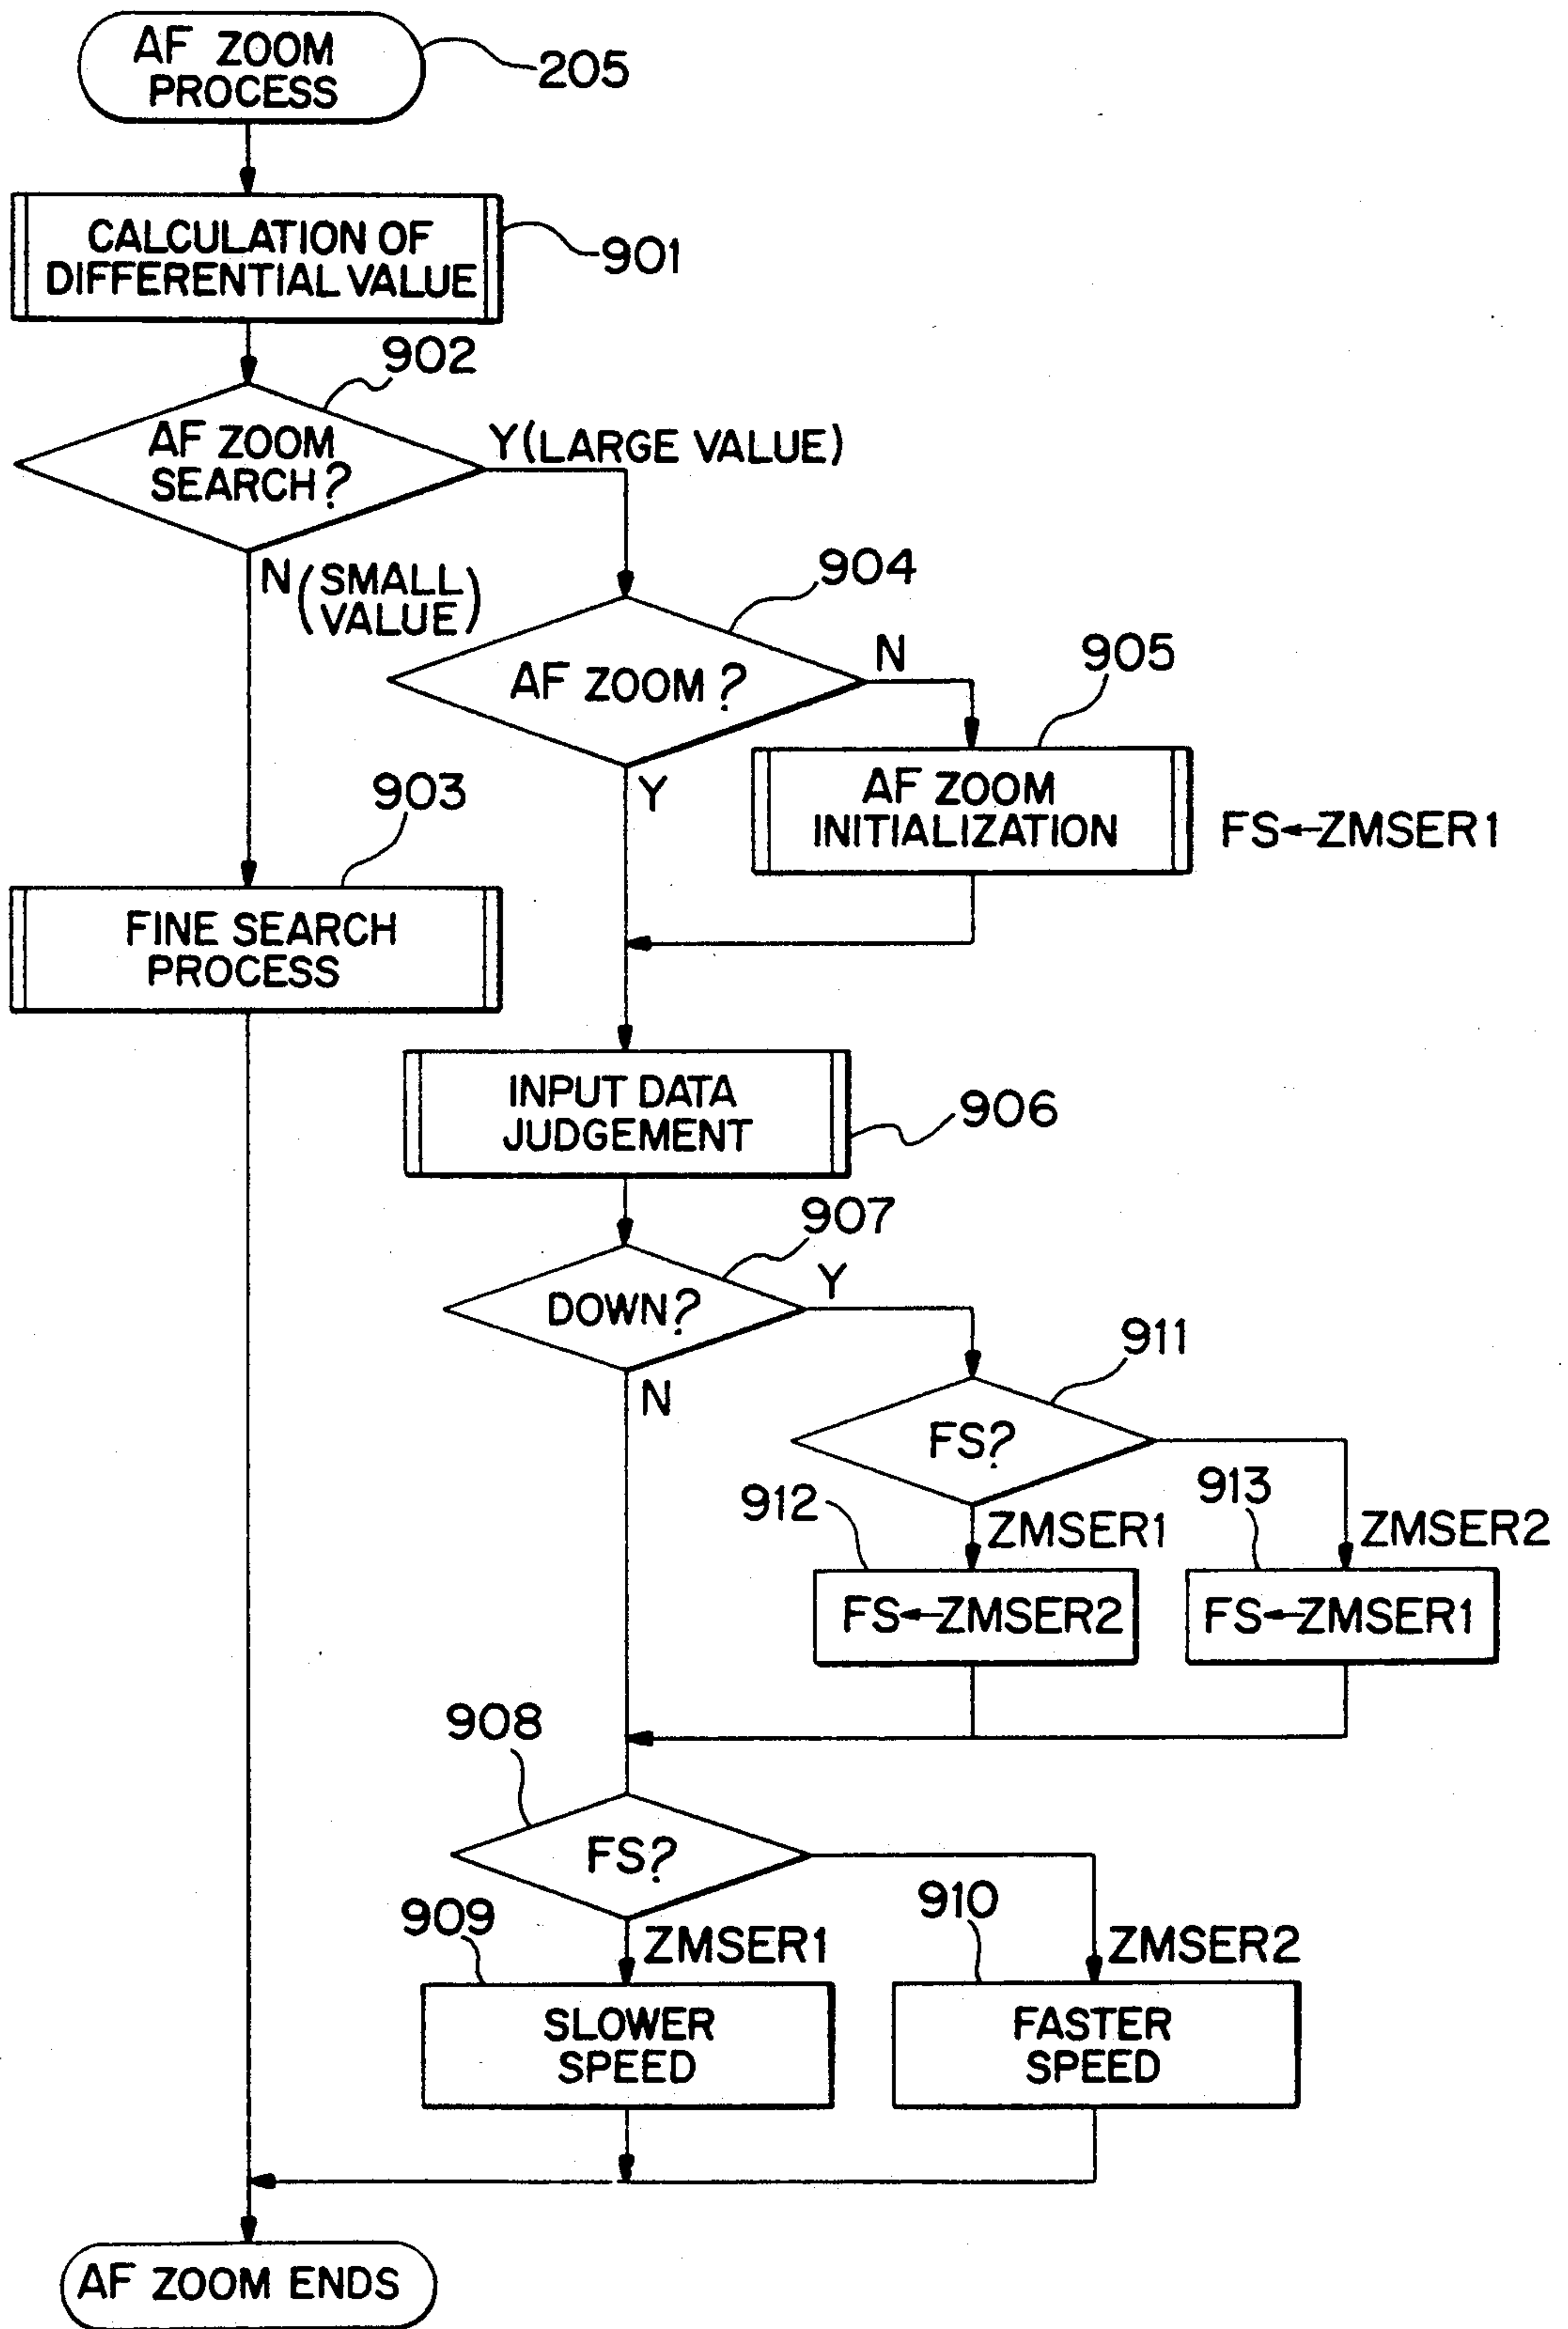 AF ZOOM
PROCESS
205
CALCULATION OF
DIFFERENTIAL VALUE
901
902
AF ZOOM
SEARCH?
Y(LARGE VALUE)
N (SMALL
VALUE)
904
AF ZOOM?
N
905
Y
AF ZOOM
INITIALIZATION
FS←ZMSER1
903
FINE SEARCH
PROCESS
INPUT DATA
JUDGEMENT
906
907
DOWN?
Y
N
911
FS?
912
ZMSER1
913
ZMSER2
FS←ZMSER2
FS←ZMSER1
908
FS?
909
ZMSER1
910
ZMSER2
SLOWER
SPEED
FASTER
SPEED
AF ZOOM ENDS